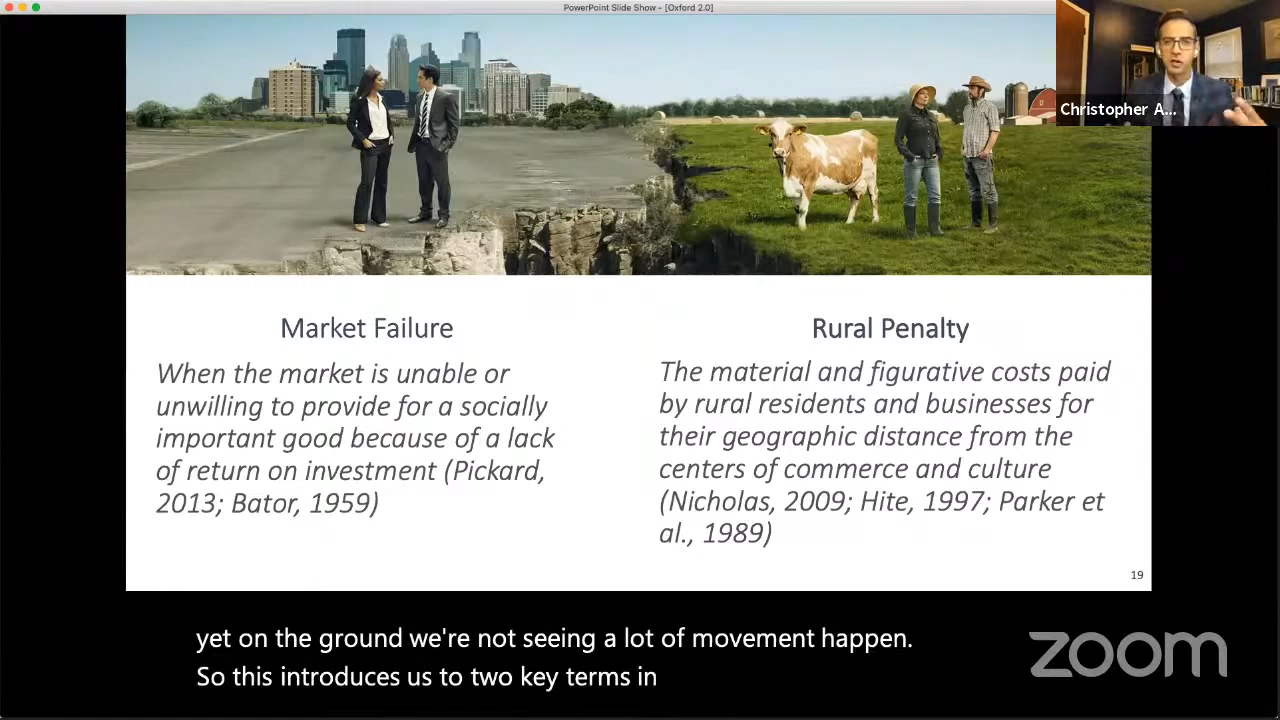 PowerPoint Slide Show - [Oxford 2.0]
Christopher A...
Market Failure
When the market is unable or
unwilling to provide for a socially
important good because of a lack
of return on investment (Pickard,
2013; Bator, 1959)
Rural Penalty
The material and figurative costs paid
by rural residents and businesses for
their geographic distance from the
centers of commerce and culture
(Nicholas, 2009; Hite, 1997; Parker et
al., 1989)
19
yet on the ground we're not seeing a lot of movement happen.
So this introduces us to two key terms in
zoom